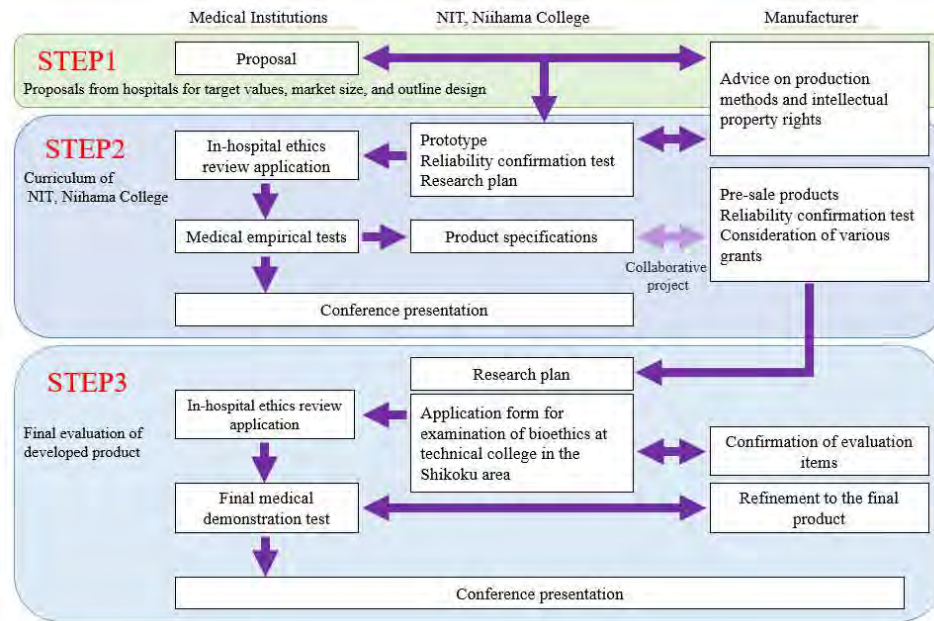 Medical Institutions
NIT, Niihama College
Manufacturer
STEP1
Proposals from hospitals for target values, market size, and outline design
Proposal
Advice on production
methods and intellectual
property rights
STEP2
Curriculum of
NIT, Niihama College
In-hospital ethics
review application
Prototype
Reliability confirmation test
Research plan
Medical empirical tests
Product specifications
Collaborative
project
Pre-sale products
Reliability confirmation test
Consideration of various
grants
Conference presentation
STEP3
Final evaluation of
developed product
Research plan
In-hospital ethics review
application
Application form for
examination of bioethics at
technical college in the
Shikoku area
Confirmation of evaluation
items
Final medical
demonstration test
Refinement to the final
product
Conference presentation